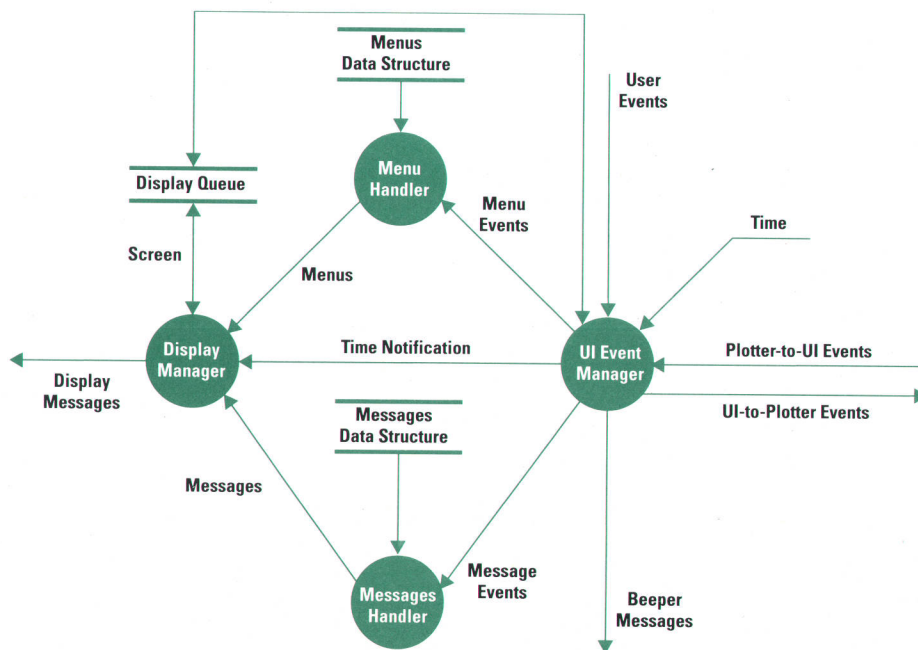 Menus
Data Structure
User
Events
Menu
Handler
Display Queue
Menu
Events
Time
Screen
Menus
Display
Manager
Time Notification
UI Event
Manager
Plotter-to-UI Events
Display
Messages
UI-to-Plotter Events
Messages
Data Structure
Messages
Message
Events
Messages
Handler
Beeper
Messages